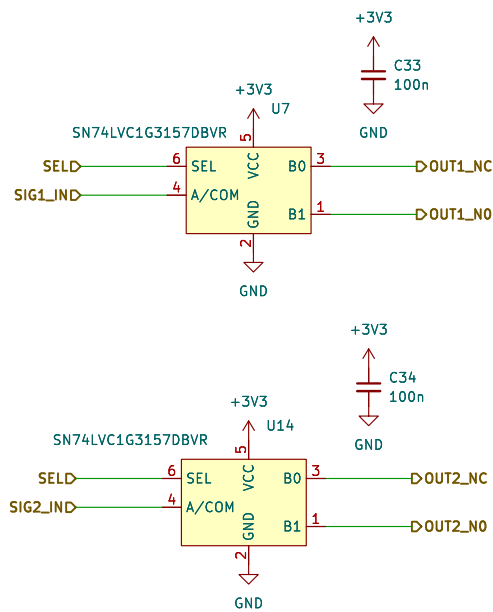 +3V3
C33
100n
GND
+3V3
U7
SN74LVC1G3157DBVR
5
SEL 6 SEL VCC B0 3 OUT1_NC
SIG1_IN 4 A/COM
GND B1 1 OUT1_NO
2
GND
+3V3
C34
100n
GND
+3V3
U14
SN74LVC1G3157DBVR
5
SEL 6 SEL VCC B0 3 OUT2_NC
SIG2_IN 4 A/COM
GND B1 1 OUT2_NO
2
GND